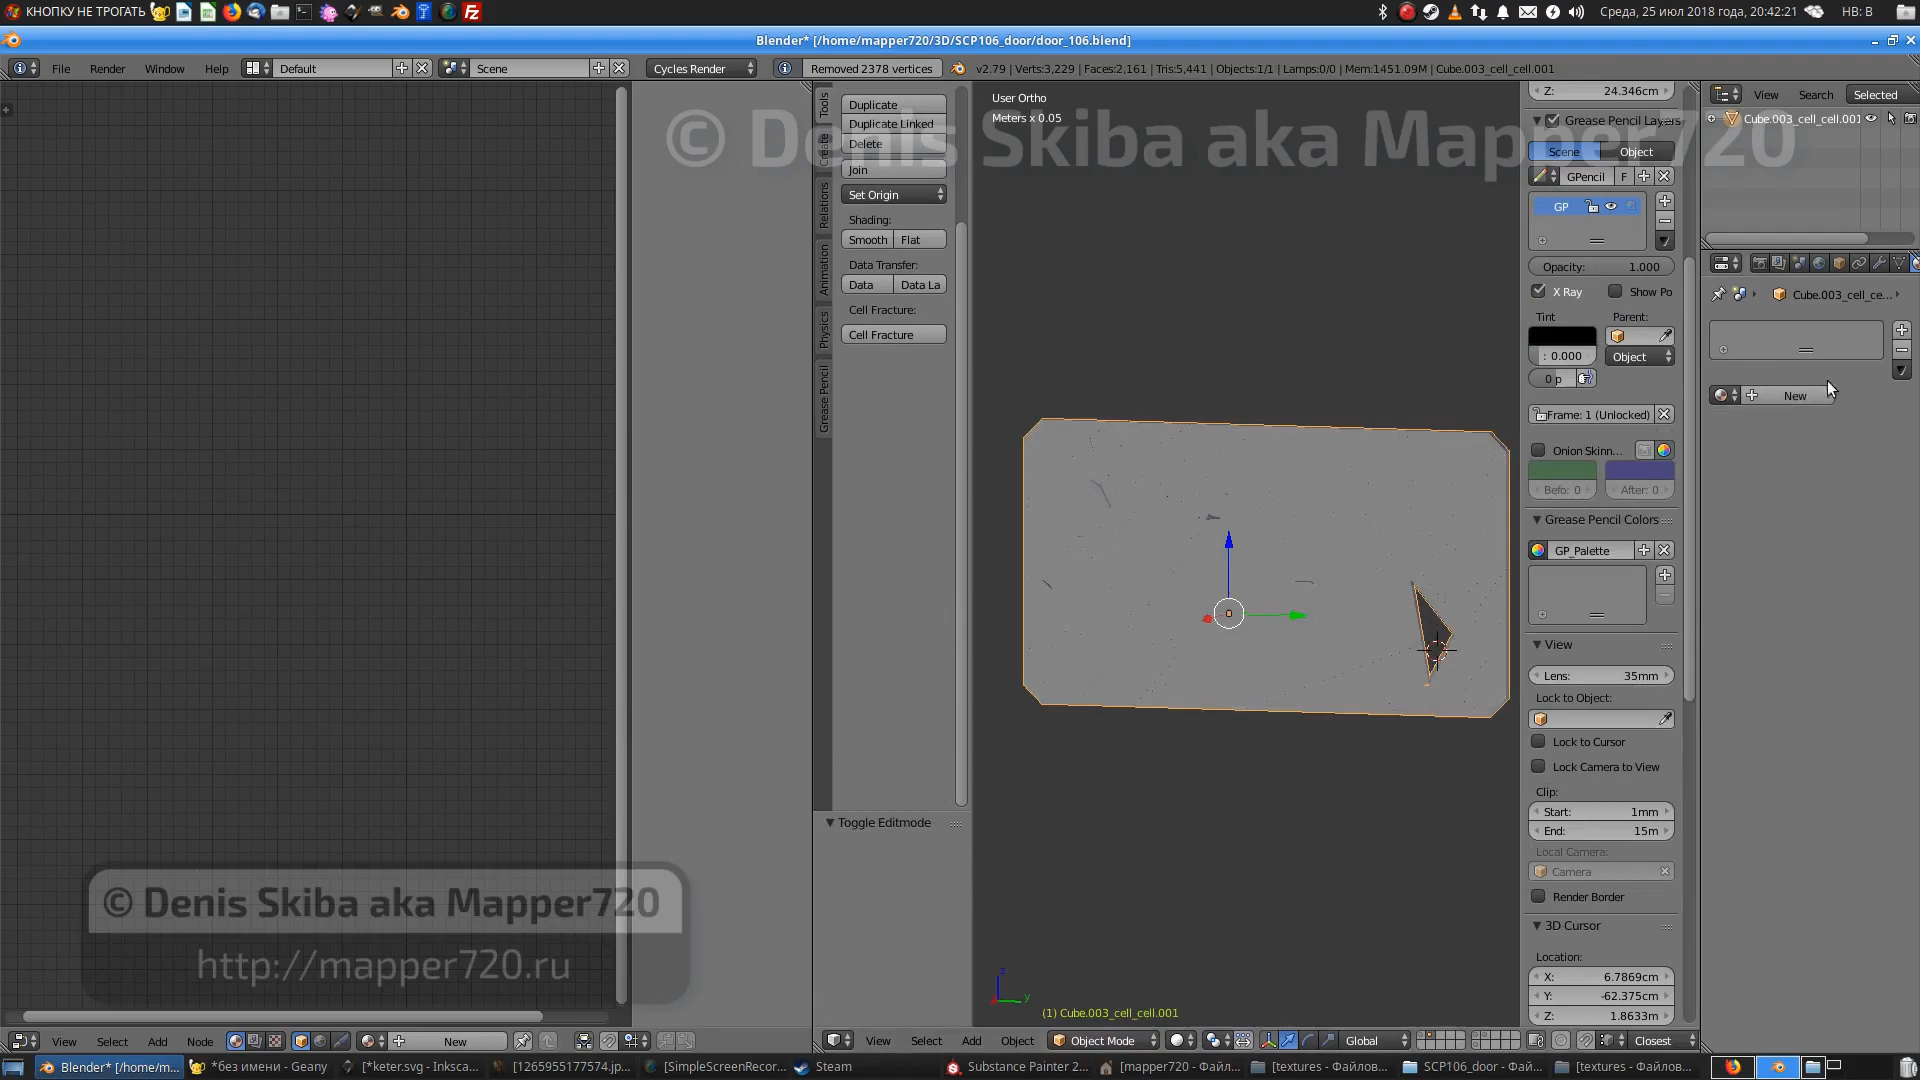 КНОПКУ НЕ ТРОГАТЬ
Среда, 25 июл 2018 года, 20:42:21
НВ: В
Blender* [/home/mapper720/3D/SCP106_door/door_106.blend]
File Render Window Help
Default
Scene
Cycles Render
Removed 2378 vertices
v2.79 | Verts:3,229 | Faces:2,161 | Tris:5,441 | Objects:1/1 | Lamps:0/0 | Mem:1451.09M | Cube.003_cell_cell.001
Tools
Create
Relations
Animation
Physics
Grease Pencil
Duplicate
Duplicate Linked
Delete
Join
Set Origin
Shading:
Smooth Flat
Data Transfer:
Data Data La
Cell Fracture:
Cell Fracture
Toggle Editmode
User Ortho
Meters x 0.05
© Denis Skiba aka Mapper720
(1) Cube.003_cell_cell.001
z
y
Z: 24.346cm
Grease Pencil Layers
Scene Object
GPencil F
GP
Opacity: 1.000
X Ray Show Po
Tint Parent:
: 0.000 Object
0 p
Frame: 1 (Unlocked)
Onion Skinn...
Befo: 0 After: 0
Grease Pencil Colors
GP_Palette
View
Lens: 35mm
Lock to Object:
Lock to Cursor
Lock Camera to View
Clip:
Start: 1mm
End: 15m
Local Camera:
Camera
Render Border
3D Cursor
Location:
X: 6.7869cm
Y: -62.375cm
Z: 1.8633m
View Search Selected
Cube.003_cell_cell.001
Cube.003_cell_ce...
New
© Denis Skiba aka Mapper720
http://mapper720.ru
View Select Add Node
New
View Select Add Object
Object Mode
Global
Closest
Blender* [/home/m...
*без имени - Geany
[*keter.svg - Inksca...
[1265955177574.jp...
[SimpleScreenRecor...
Steam
Substance Painter 2...
[mapper720 - Файл...
[textures - Файлов...
SCP106_door - Фай...
[textures - Файлов...